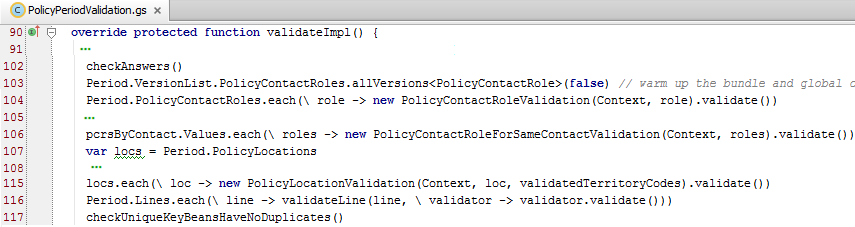 PolicyPeriodValidation.gs
90 override protected function validateImpl() {
91 ...
102 checkAnswers()
103 Period.VersionList.PolicyContactRoles.allVersions<PolicyContactRole>(false) // warm up the bundle and global
104 Period.PolicyContactRoles.each(\ role -> new PolicyContactRoleValidation(Context, role).validate())
105 ...
106 pcrsByContact.Values.each(\ roles -> new PolicyContactRoleForSameContactValidation(Context, roles).validate())
107 var locs = Period.PolicyLocations
108 ...
115 locs.each(\ loc -> new PolicyLocationValidation(Context, loc, validatedTerritoryCodes).validate())
116 Period.Lines.each(\ line -> validateLine(line, \ validator -> validator.validate()))
117 checkUniqueKeyBeansHaveNoDuplicates()